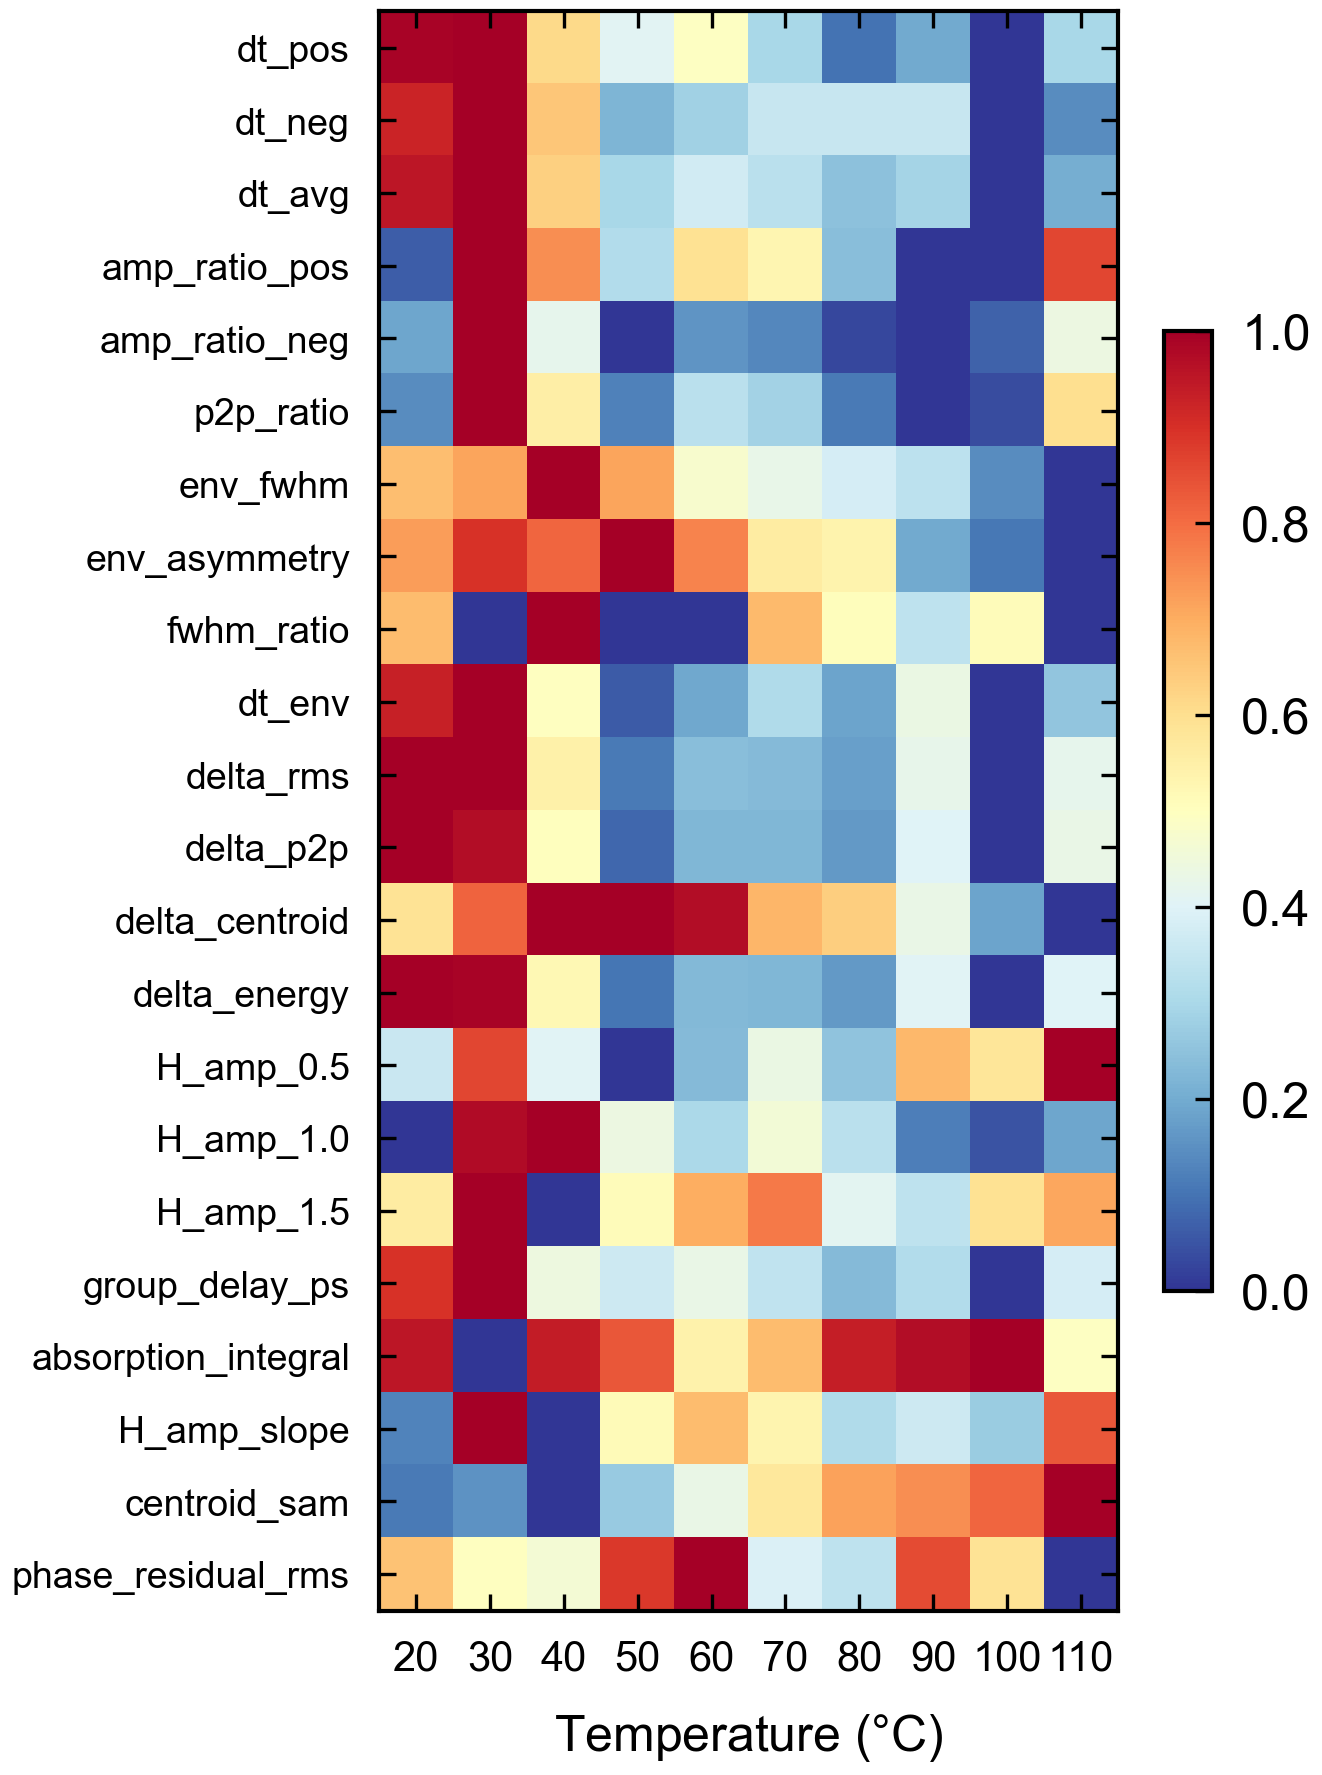 dt_pos
dt_neg
dt_avg
amp_ratio_pos
amp_ratio_neg
p2p_ratio
env_fwhm
env_asymmetry
fwhm_ratio
dt_env
delta_rms
delta_p2p
delta_centroid
delta_energy
H_amp_0.5
H_amp_1.0
H_amp_1.5
group_delay_ps
absorption_integral
H_amp_slope
centroid_sam
phase_residual_rms
20 30 40 50 60 70 80 90 100 110
Temperature (°C)
1.0
0.8
0.6
0.4
0.2
0.0